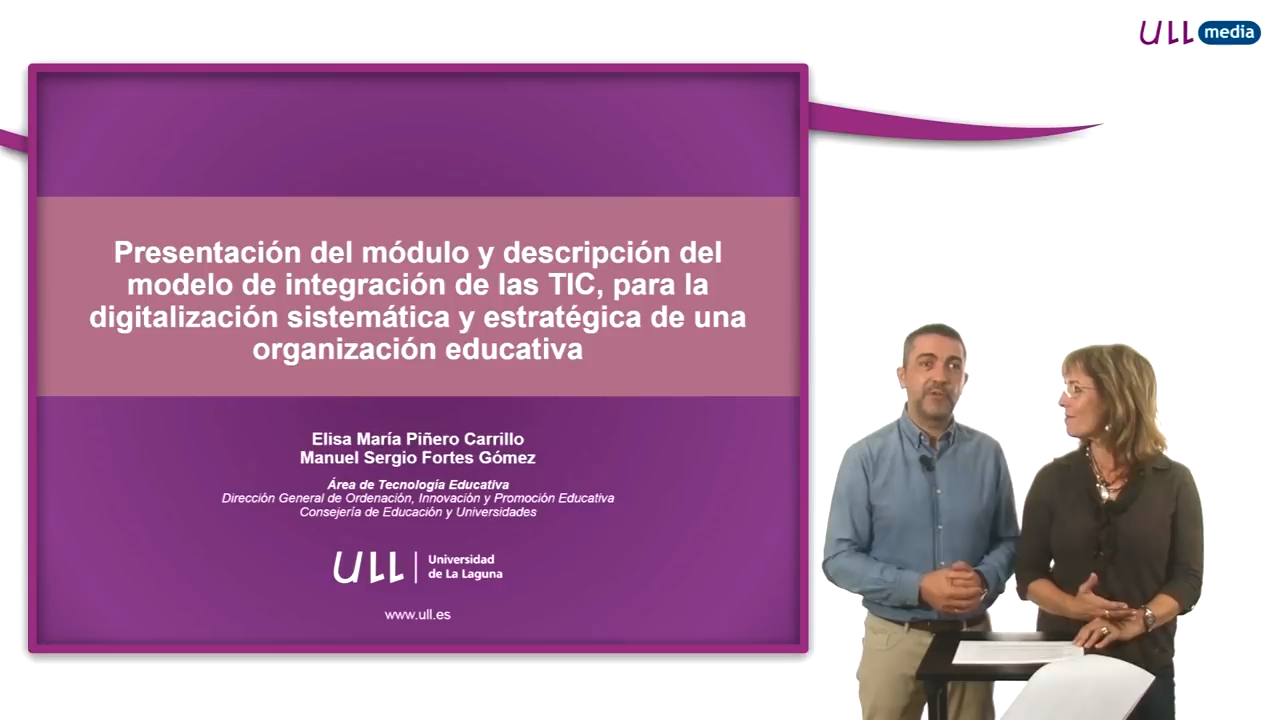 ULL media
Presentación del módulo y descripción del
modelo de integración de las TIC, para la
digitalización sistemática y estratégica de una
organización educativa
Elisa María Piñero Carrillo
Manuel Sergio Fortes Gómez
Área de Tecnología Educativa
Dirección General de Ordenación, Innovación y Promoción Educativa
Consejería de Educación y Universidades
ULL Universidad
de La Laguna
www.ull.es